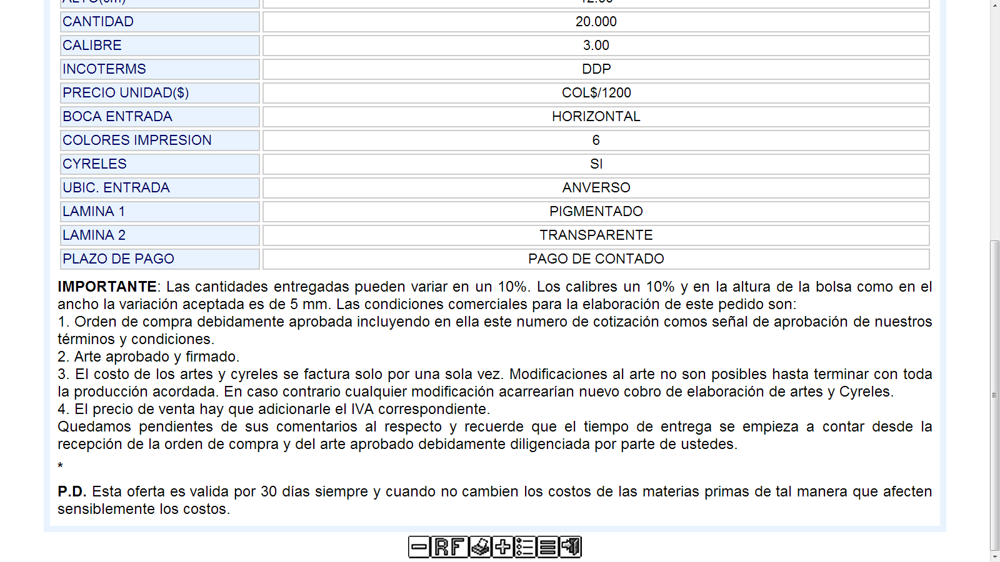 ALTO(cm) 12.00
CANTIDAD 20.000
CALIBRE 3.00
INCOTERMS DDP
PRECIO UNIDAD($) COL$/1200
BOCA ENTRADA HORIZONTAL
COLORES IMPRESION 6
CYRELES SI
UBIC. ENTRADA ANVERSO
LAMINA 1 PIGMENTADO
LAMINA 2 TRANSPARENTE
PLAZO DE PAGO PAGO DE CONTADO
IMPORTANTE: Las cantidades entregadas pueden variar en un 10%. Los calibres un 10% y en la altura de la bolsa como en el
ancho la variación aceptada es de 5 mm. Las condiciones comerciales para la elaboración de este pedido son:
1. Orden de compra debidamente aprobada incluyendo en ella este numero de cotización comos señal de aprobación de nuestros
términos y condiciones.
2. Arte aprobado y firmado.
3. El costo de los artes y cyreles se factura solo por una sola vez. Modificaciones al arte no son posibles hasta terminar con toda
la producción acordada. En caso contrario cualquier modificación acarrearían nuevo cobro de elaboración de artes y Cyreles.
4. El precio de venta hay que adicionarle el IVA correspondiente.
Quedamos pendientes de sus comentarios al respecto y recuerde que el tiempo de entrega se empieza a contar desde la
recepción de la orden de compra y del arte aprobado debidamente diligenciada por parte de ustedes.
*
P.D. Esta oferta es valida por 30 días siempre y cuando no cambien los costos de las materias primas de tal manera que afecten
sensiblemente los costos.
RF